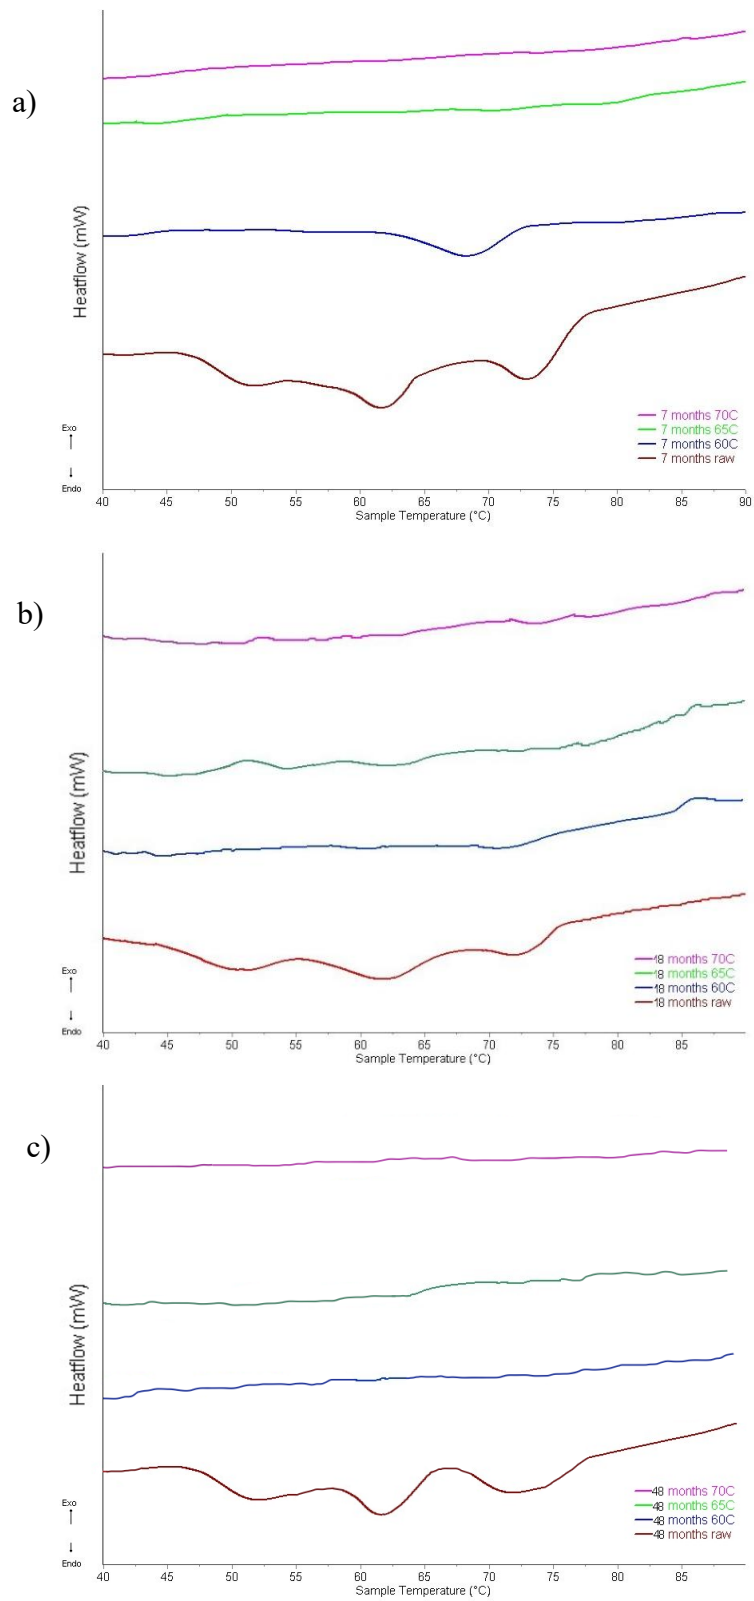 a)
Heatflow (mW)
7 months 70C
7 months 65C
7 months 60C
7 months raw
Exo
Endo
40 45 50 55 60 65 70 75 80 85 90
Sample Temperature (°C)
b)
Heatflow (mW)
18 months 70C
18 months 65C
18 months 60C
18 months raw
Exo
Endo
40 45 50 55 60 65 70 75 80 85
Sample Temperature (°C)
c)
Heatflow (mW)
48 months 70C
48 months 65C
48 months 60C
48 months raw
Exo
Endo
40 45 50 55 60 65 70 75 80 85
Sample Temperature (°C)